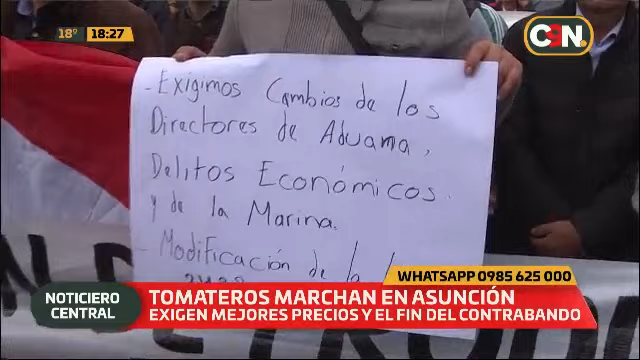 18° 18:27
C9N.
- Exigimos Cambios de los
Directores de Aduana,
Delitos Económicos.
y de la Marina.
- Modificación de la
WHATSAPP 0985 625 000
NOTICIERO
CENTRAL
TOMATEROS MARCHAN EN ASUNCIÓN
EXIGEN MEJORES PRECIOS Y EL FIN DEL CONTRABANDO